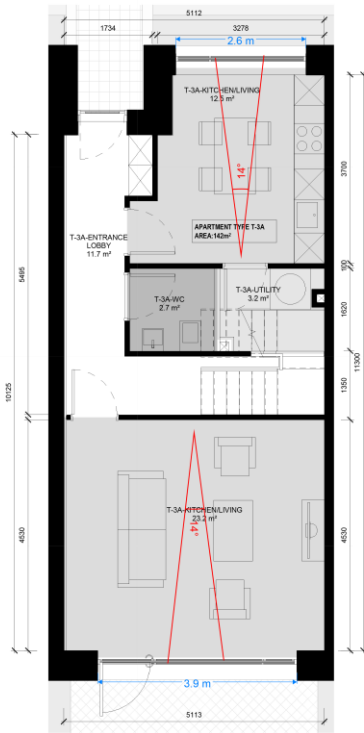 5112
1734
3278
2.6 m
T-3A-KITCHEN/LIVING
12.5 m²
3700
14°
APARTMENT TYPE T-3A
AREA:142m²
T-3A-ENTRANCE
LOBBY
11.7 m²
5495
100
T-3A-UTILITY
3.2 m²
T-3A-WC
2.7 m²
1620
11300
10125
1350
T-3A-KITCHEN/LIVING
23.2 m²
14°
4530
4530
3.9 m
5113